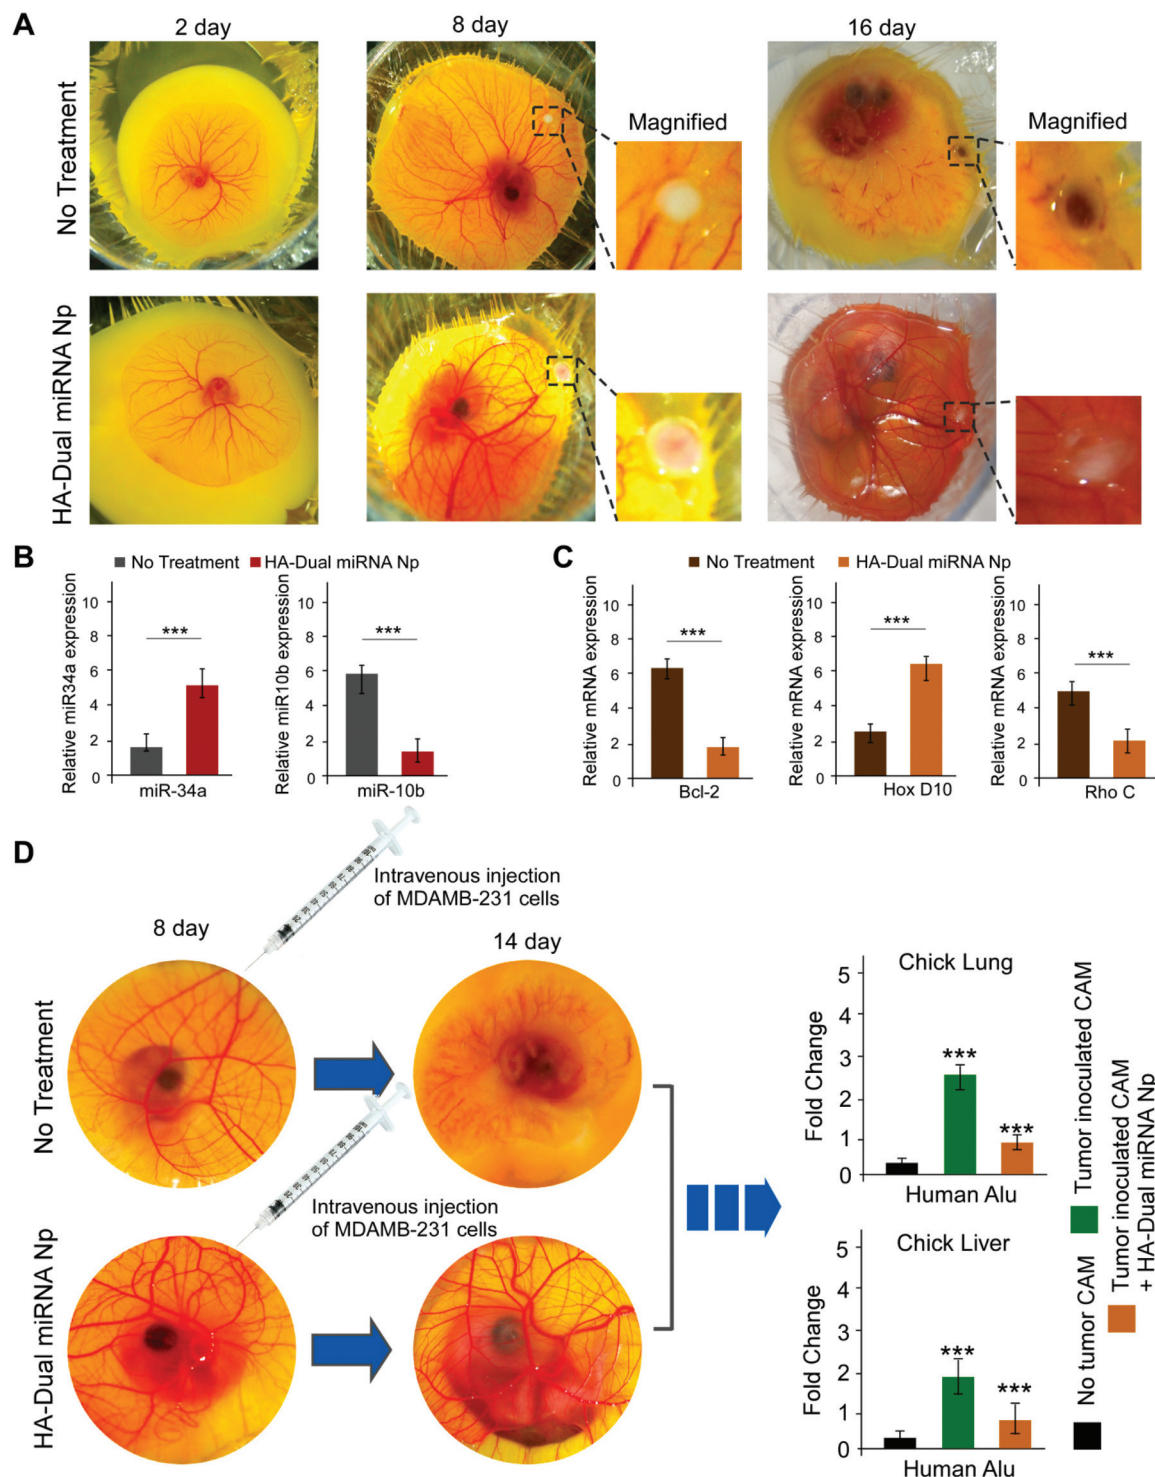 A
2 day
8 day
16 day
No Treatment
Magnified
Magnified
HA-Dual miRNA Np
B
No Treatment
HA-Dual miRNA Np
Relative miR34a expression
10
8
6
4
2
0
***
miR-34a
Relative miR10b expression
10
8
6
4
2
0
***
miR-10b
C
No Treatment
HA-Dual miRNA Np
Relative mRNA expression
10
8
6
4
2
0
***
Bcl-2
Relative mRNA expression
10
8
6
4
2
0
***
Hox D10
Relative mRNA expression
10
8
6
4
2
0
***
Rho C
D
Intravenous injection
of MDAMB-231 cells
8 day
14 day
No Treatment
Intravenous injection
of MDAMB-231 cells
HA-Dual miRNA Np
Chick Lung
Fold Change
5
4
3
2
1
0
***
***
Human Alu
Chick Liver
Fold Change
5
4
3
2
1
0
***
***
Human Alu
No tumor CAM
Tumor inoculated CAM
Tumor inoculated CAM
+ HA-Dual miRNA Np